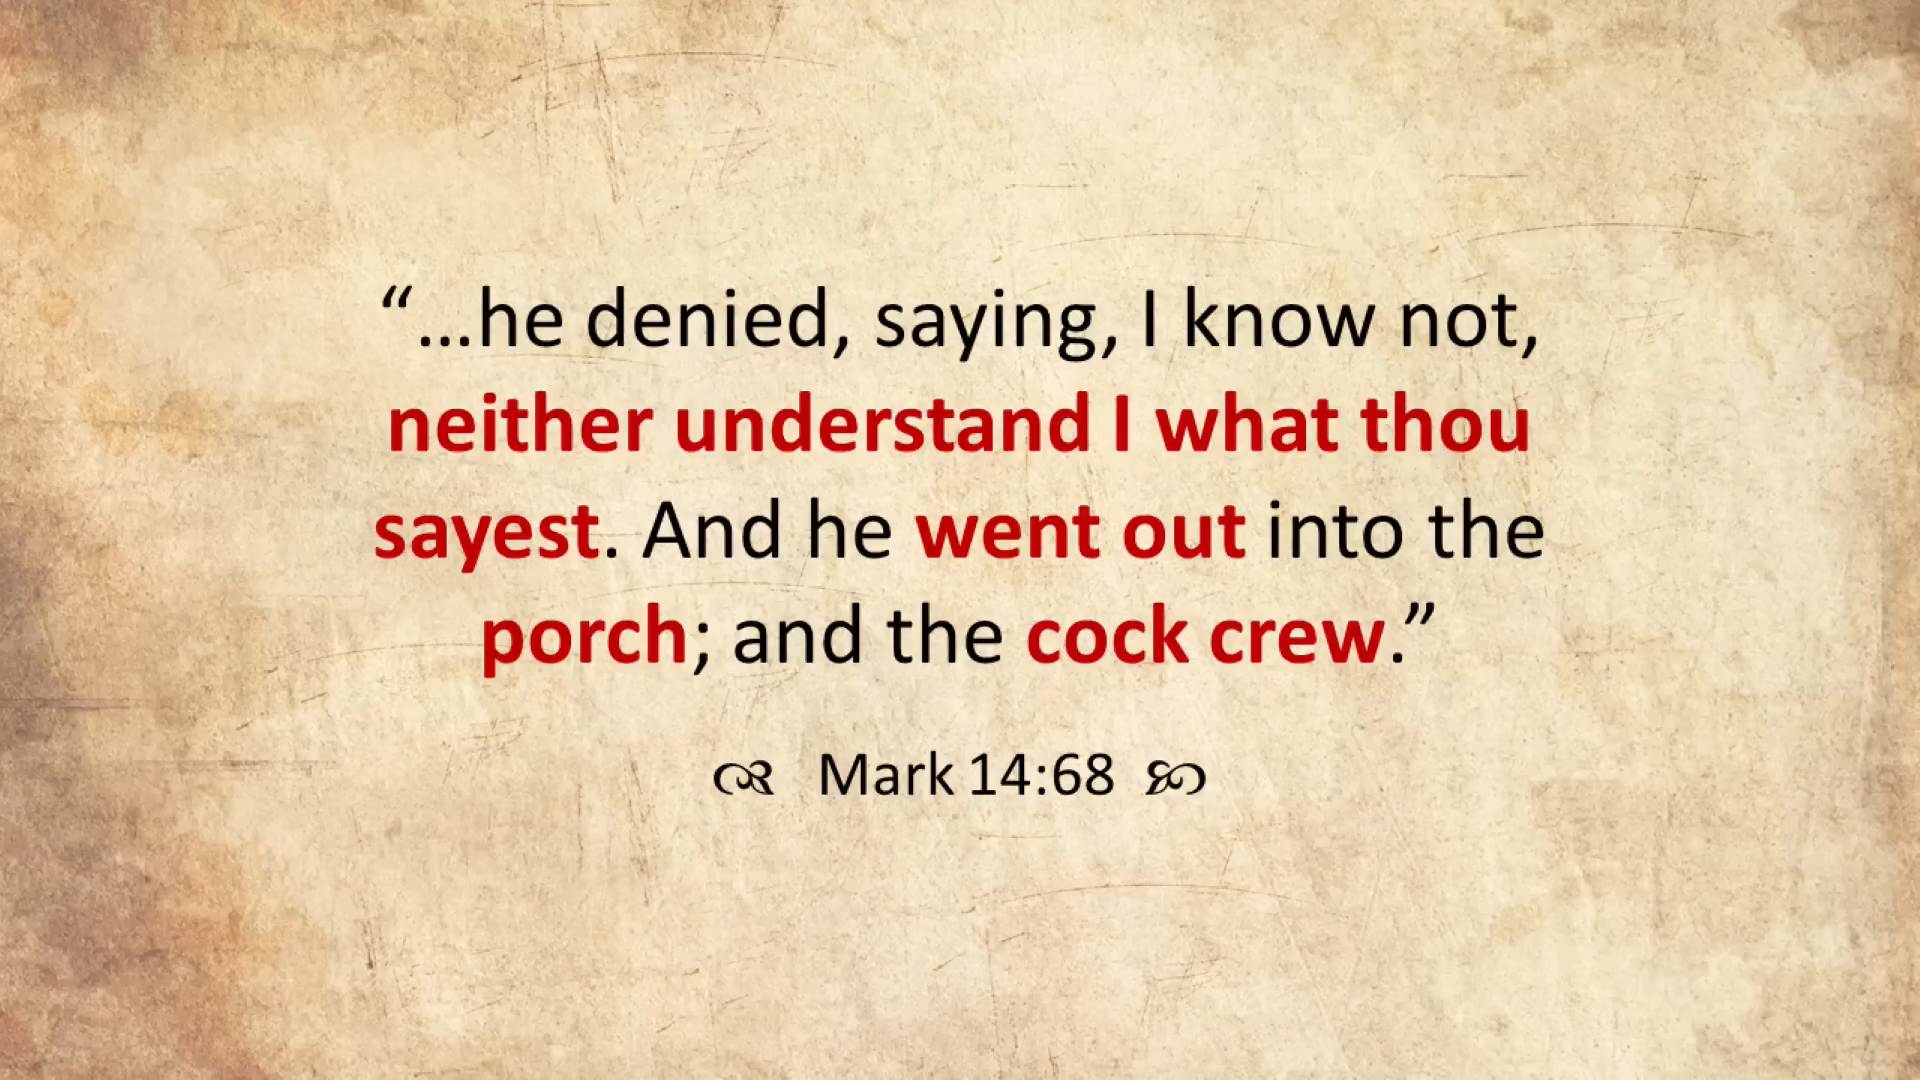 “...he denied, saying, I know not,
neither understand I what thou
sayest. And he went out into the
porch; and the cock crew.”
Mark 14:68